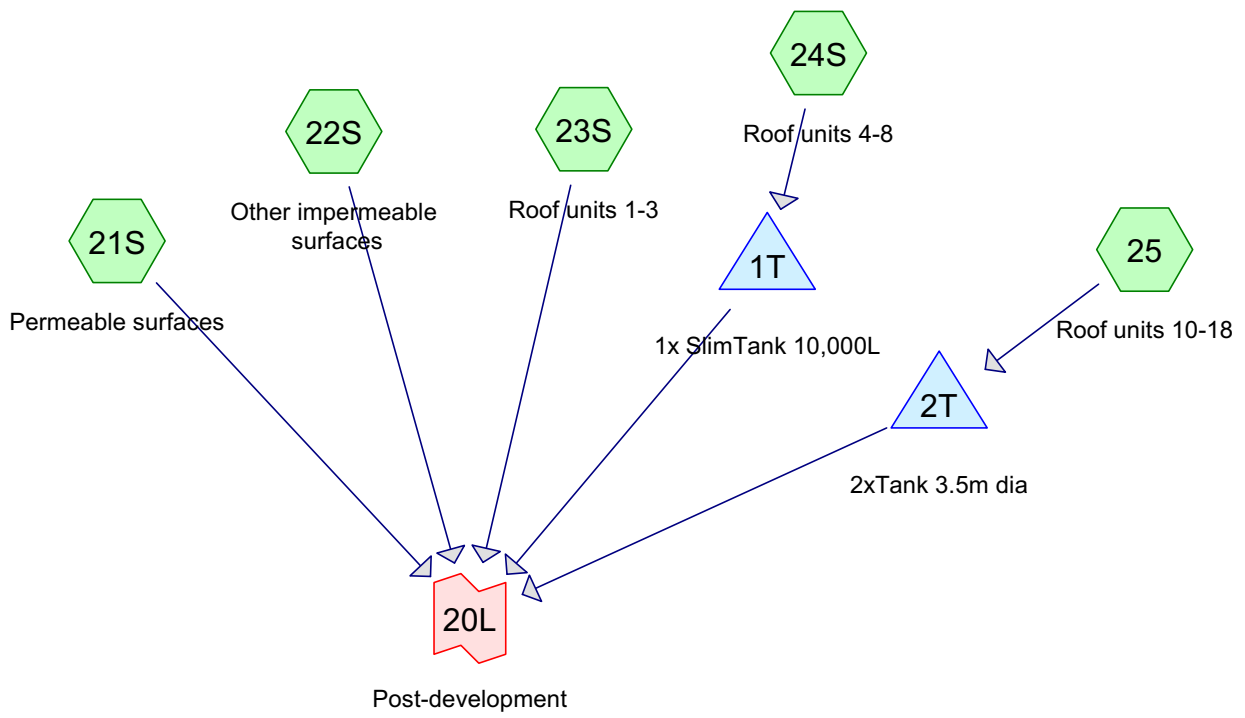 24S
Roof units 4-8
22S
Other impermeable
surfaces
23S
Roof units 1-3
21S
Permeable surfaces
1T
1x SlimTank 10,000L
25
Roof units 10-18
2T
2xTank 3.5m dia
20L
Post-development